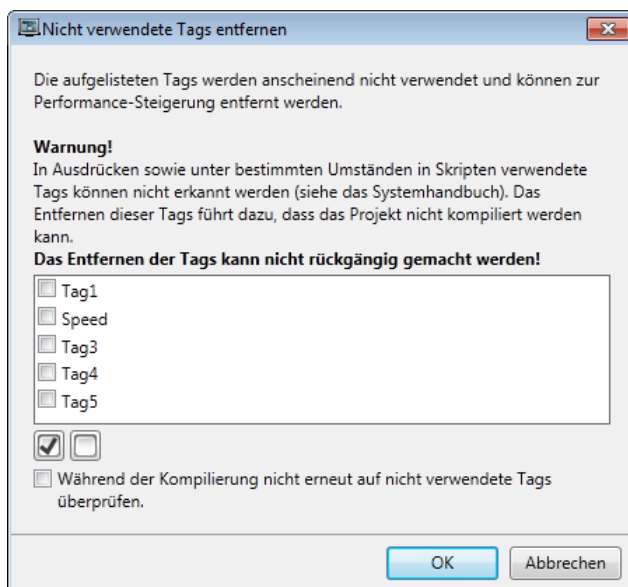 Nicht verwendete Tags entfernen
Die aufgelisteten Tags werden anscheinend nicht verwendet und können zur
Performance-Steigerung entfernt werden.
Warnung!
In Ausdrücken sowie unter bestimmten Umständen in Skripten verwendete
Tags können nicht erkannt werden (siehe das Systemhandbuch). Das
Entfernen dieser Tags führt dazu, dass das Projekt nicht kompiliert werden
kann.
Das Entfernen der Tags kann nicht rückgängig gemacht werden!
Tag1
Speed
Tag3
Tag4
Tag5
Während der Kompilierung nicht erneut auf nicht verwendete Tags
überprüfen.
OK
Abbrechen